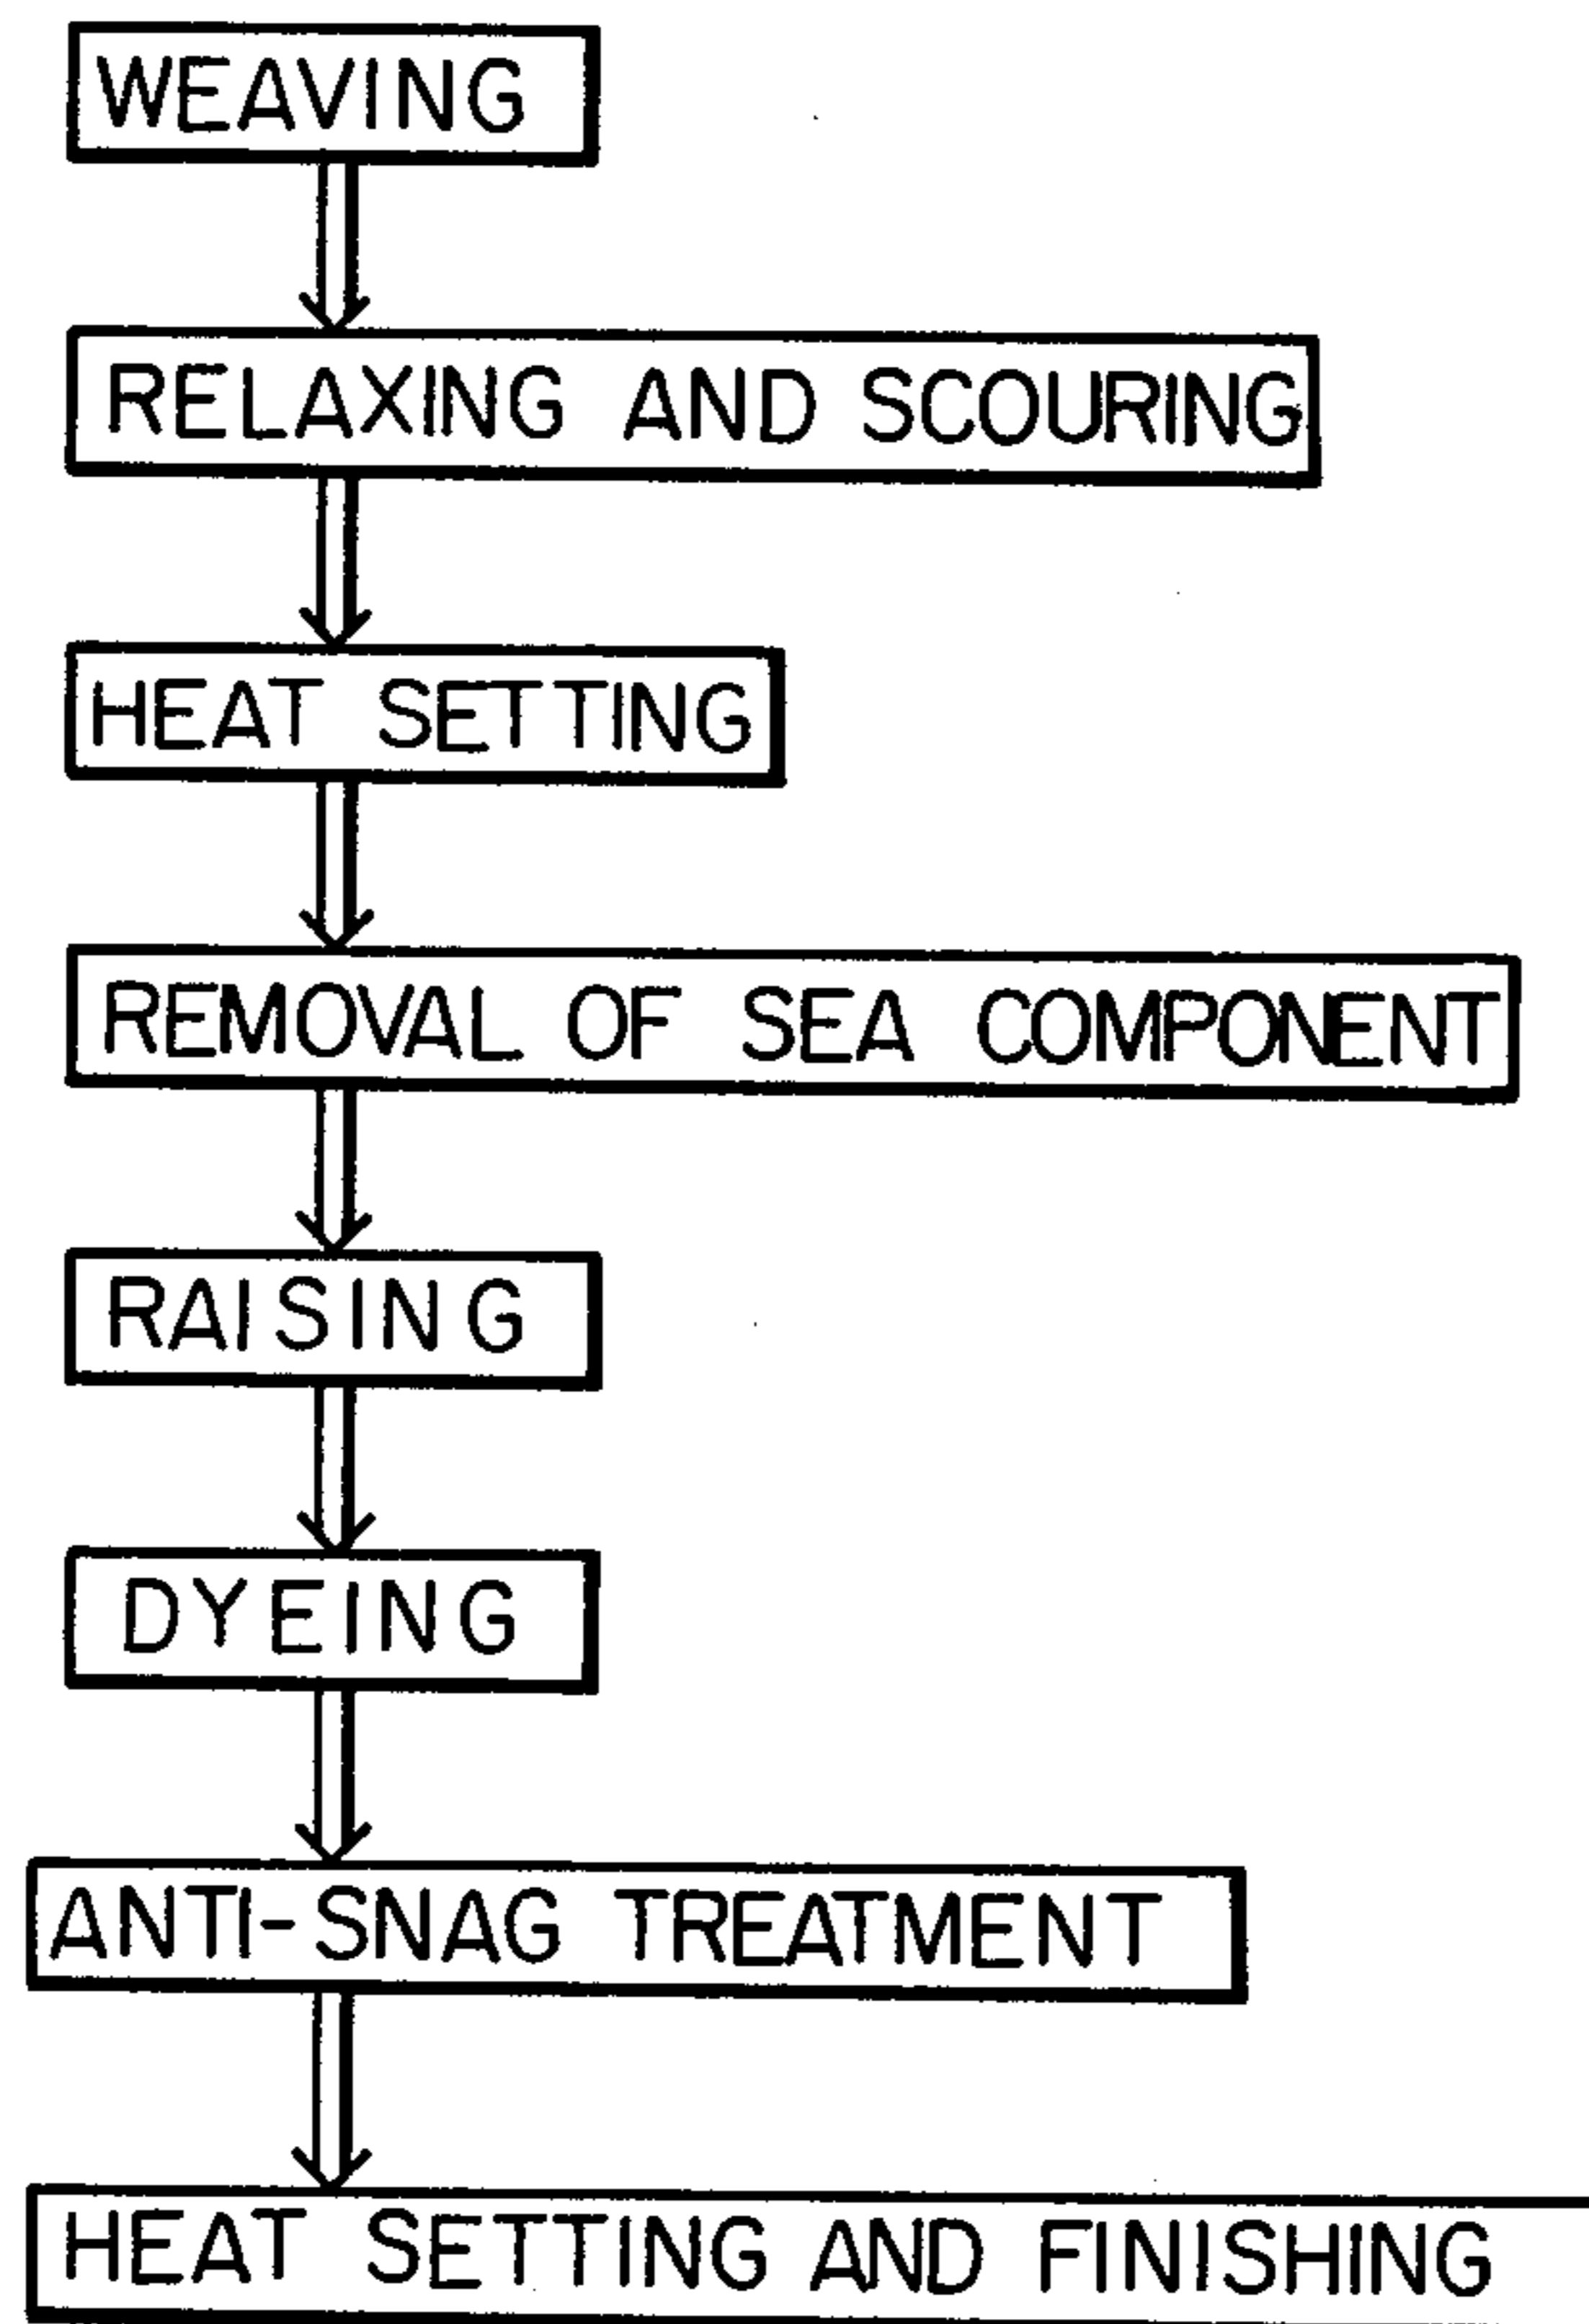 WEAVING
RELAXING AND SCOURING
HEAT SETTING
REMOVAL OF SEA COMPONENT
RAISING
DYEING
ANTI-SNAG TREATMENT
HEAT SETTING AND FINISHING